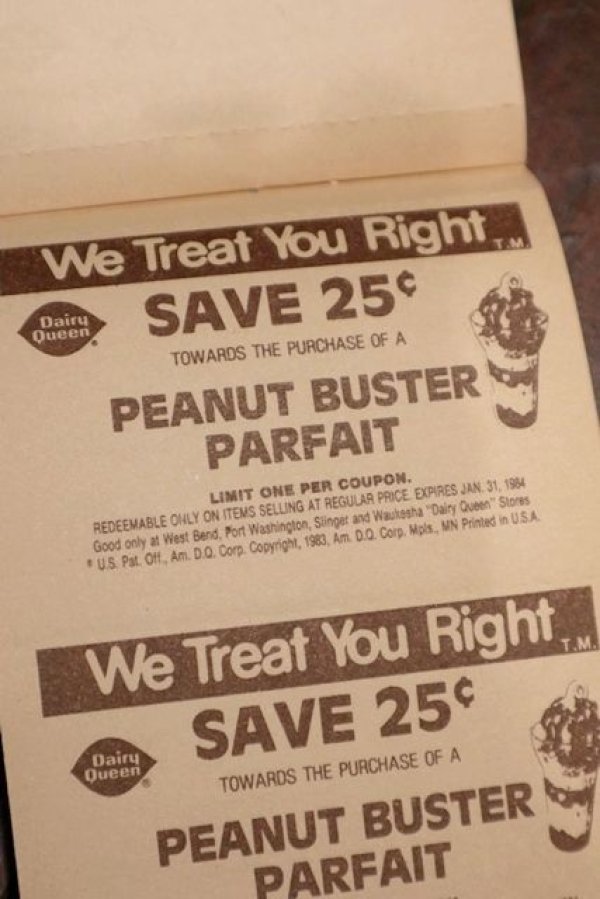 We Treat You Right T.M.
Dairy
Queen®
SAVE 25¢
TOWARDS THE PURCHASE OF A
PEANUT BUSTER
PARFAIT
LIMIT ONE PER COUPON.
REDEEMABLE ONLY ON ITEMS SELLING AT REGULAR PRICE. EXPIRES JAN. 31, 1984
Good only at West Bend, Port Washington, Slinger and Waukesha "Dairy Queen" Stores
® U.S. Pat. Off., Am. D.Q. Corp. Copyright, 1983, Am. D.Q. Corp. Mpls., MN Printed in U.S.A.
We Treat You Right T.M.
Dairy
Queen®
SAVE 25¢
TOWARDS THE PURCHASE OF A
PEANUT BUSTER
PARFAIT